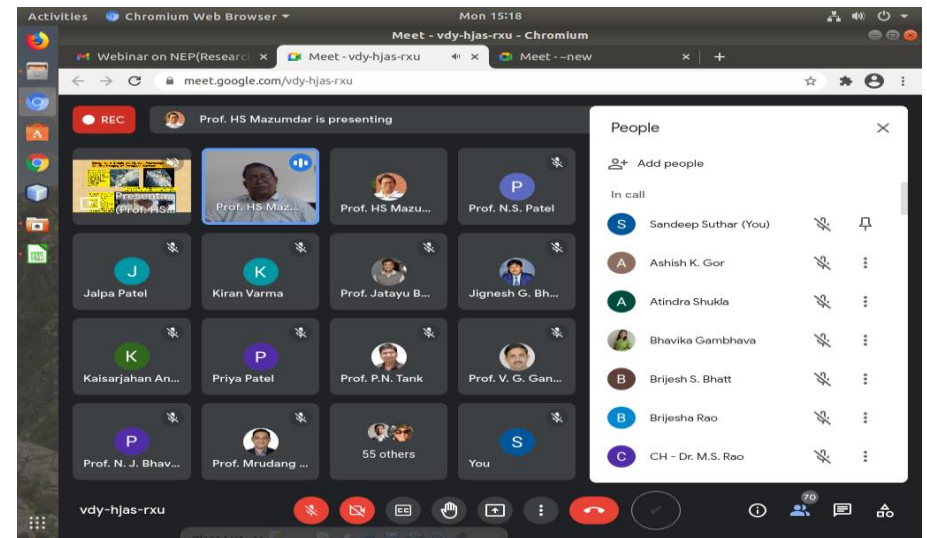 Activities Chromium Web Browser Mon 15:18
Meet - vdy-hjas-rxu - Chromium
Webinar on NEP(Researc Meet - vdy-hjas-rxu Meet - ~new
meet.google.com/vdy-hjas-rxu
REC Prof. HS Mazumdar is presenting
Presenta...
(Prof. HS...
Prof. HS Maz...
Prof. HS Mazu...
P
Prof. N.S. Patel
J
Jalpa Patel
K
Kiran Varma
Prof. Jatayu B...
Jignesh G. Bh...
K
Kaisarjahan An...
P
Priya Patel
Prof. P.N. Tank
Prof. V. G. Gan...
P
Prof. N. J. Bhav...
Prof. Mrudang ...
55 others
S
You
People
Add people
In call
S Sandeep Suthar (You)
A Ashish K. Gor
A Atindra Shukla
Bhavika Gambhava
B Brijesh S. Bhatt
B Brijesha Rao
C CH - Dr. M.S. Rao
vdy-hjas-rxu
CC
70